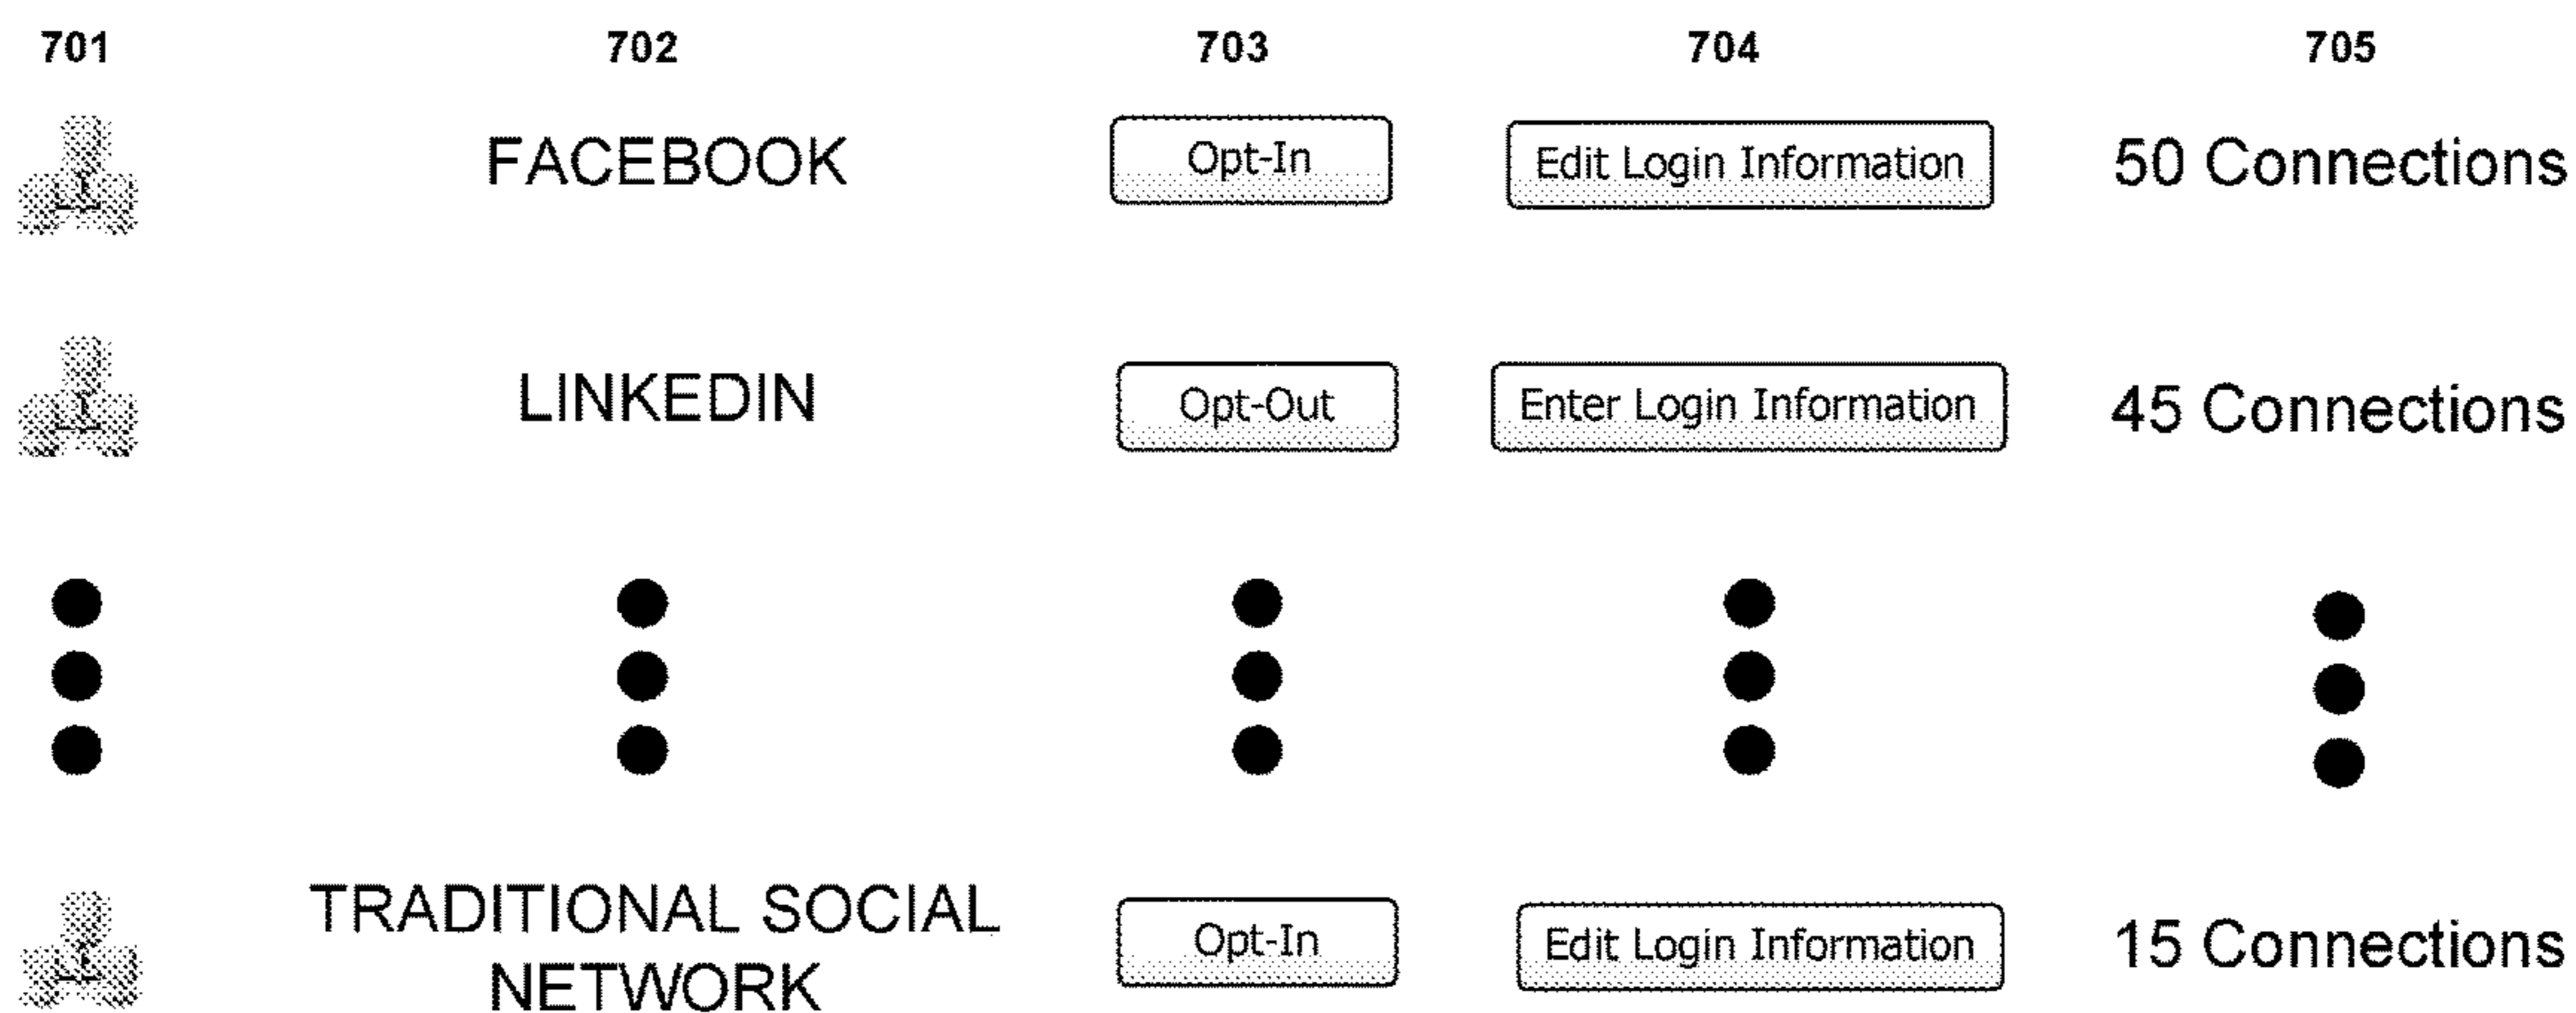 701 702 703 704 705
FACEBOOK Opt-In Edit Login Information 50 Connections
LINKEDIN Opt-Out Enter Login Information 45 Connections
TRADITIONAL SOCIAL
NETWORK Opt-In Edit Login Information 15 Connections